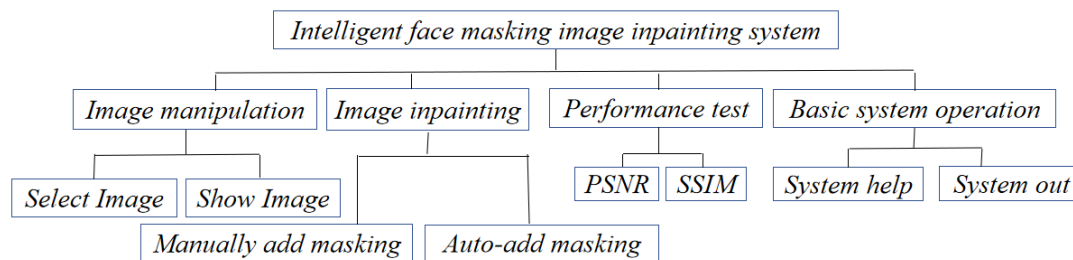 Intelligent face masking image inpainting system
Image manipulation
Image inpainting
Performance test
Basic system operation
Select Image
Show Image
PSNR
SSIM
System help
System out
Manually add masking
Auto-add masking